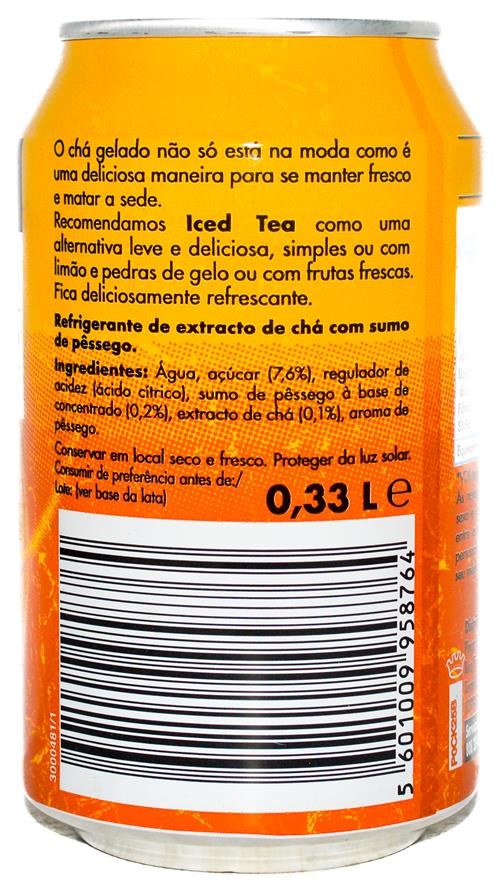 O chá gelado não só está na moda como é
uma deliciosa maneira para se manter fresco
e matar a sede.
Recomendamos Iced Tea como uma
alternativa leve e deliciosa, simples ou com
limão e pedras de gelo ou com frutas frescas.
Fica deliciosamente refrescante.
Refrigerante de extracto de chá com sumo
de pêssego.
Ingredientes: Água, açúcar (7,6%), regulador de
acidez (ácido cítrico), sumo de pêssego à base de
concentrado (0,2%), extracto de chá (0,1%), aroma de
pêssego.
Conservar em local seco e fresco. Proteger da luz solar.
Consumir de preferência antes de:/
Lote: (ver base da lata)
0,33 L e
5 601009 958764
3000481/1
POCK25B